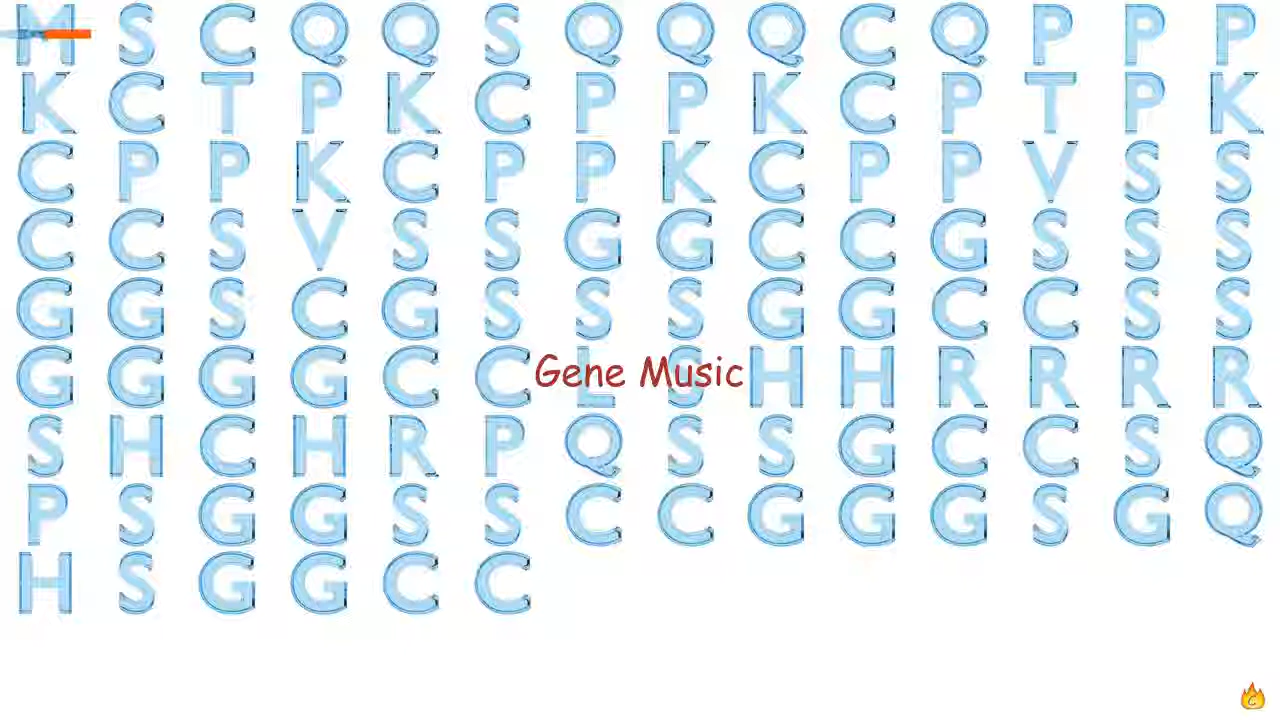 M S C Q Q S Q Q Q C Q P P P
K C T P K C P P K C P T P K
C P P K C P P K C P P V S S
C C S V S S G G C C G S S S
G G S C G S S S G G C C S S
G G G G C C L S H H R R R R
Gene Music
S H C H R P Q S S G C C S Q
P S G G S S C C G G G S G Q
H S G G C C